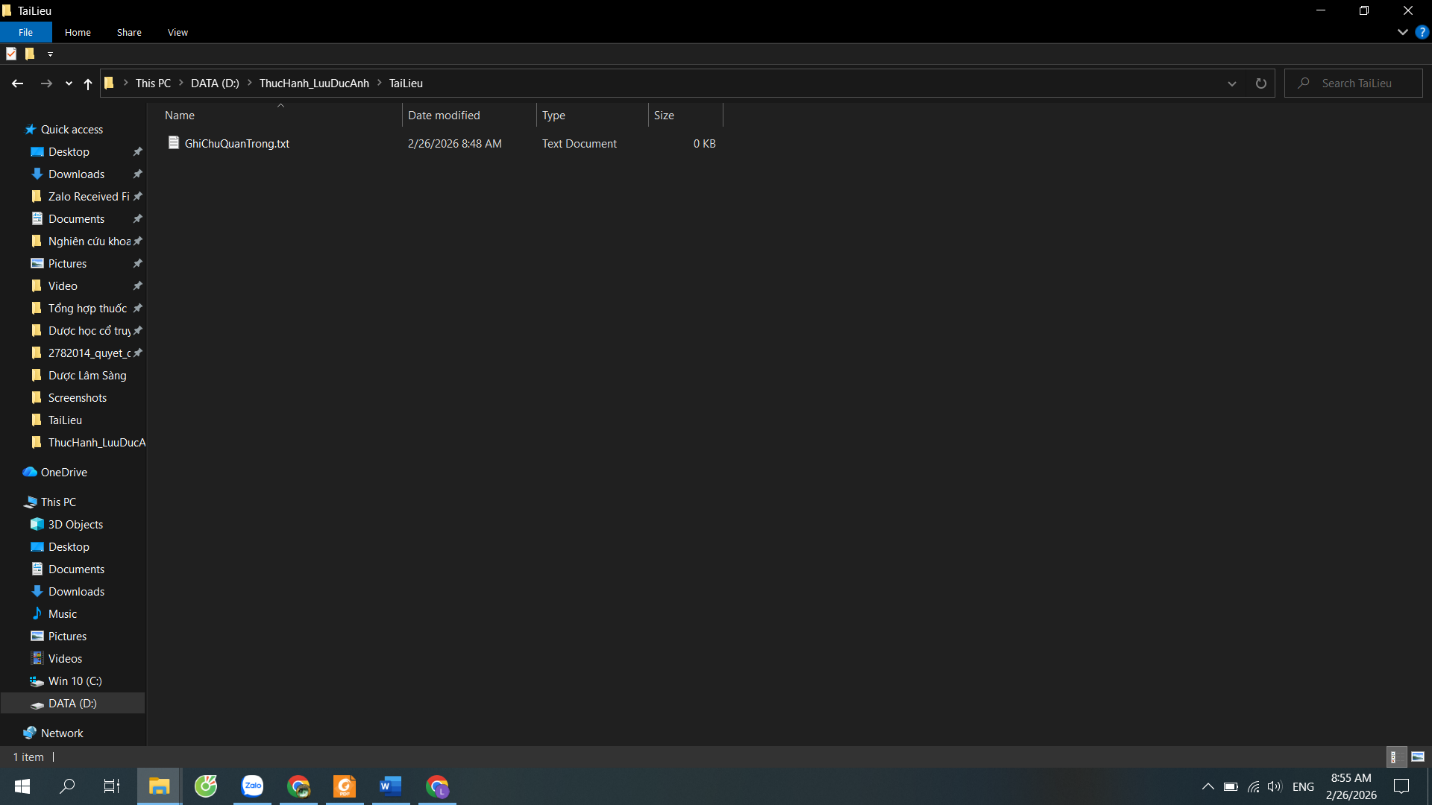 TaiLieu
File Home Share View
This PC DATA (D:) ThucHanh_LuuDucAnh TaiLieu
Search TaiLieu
Name Date modified Type Size
GhiChuQuanTrong.txt 2/26/2026 8:48 AM Text Document 0 KB
Quick access
Desktop
Downloads
Zalo Received Fi
Documents
Nghiên cứu khoa
Pictures
Video
Tổng hợp thuốc
Dược học cổ truy
2782014_quyet_c
Dược Lâm Sàng
Screenshots
TaiLieu
ThucHanh_LuuDucA
OneDrive
This PC
3D Objects
Desktop
Documents
Downloads
Music
Pictures
Videos
Win 10 (C:)
DATA (D:)
Network
1 item
Zalo
PDF
W
L
ENG
8:55 AM
2/26/2026